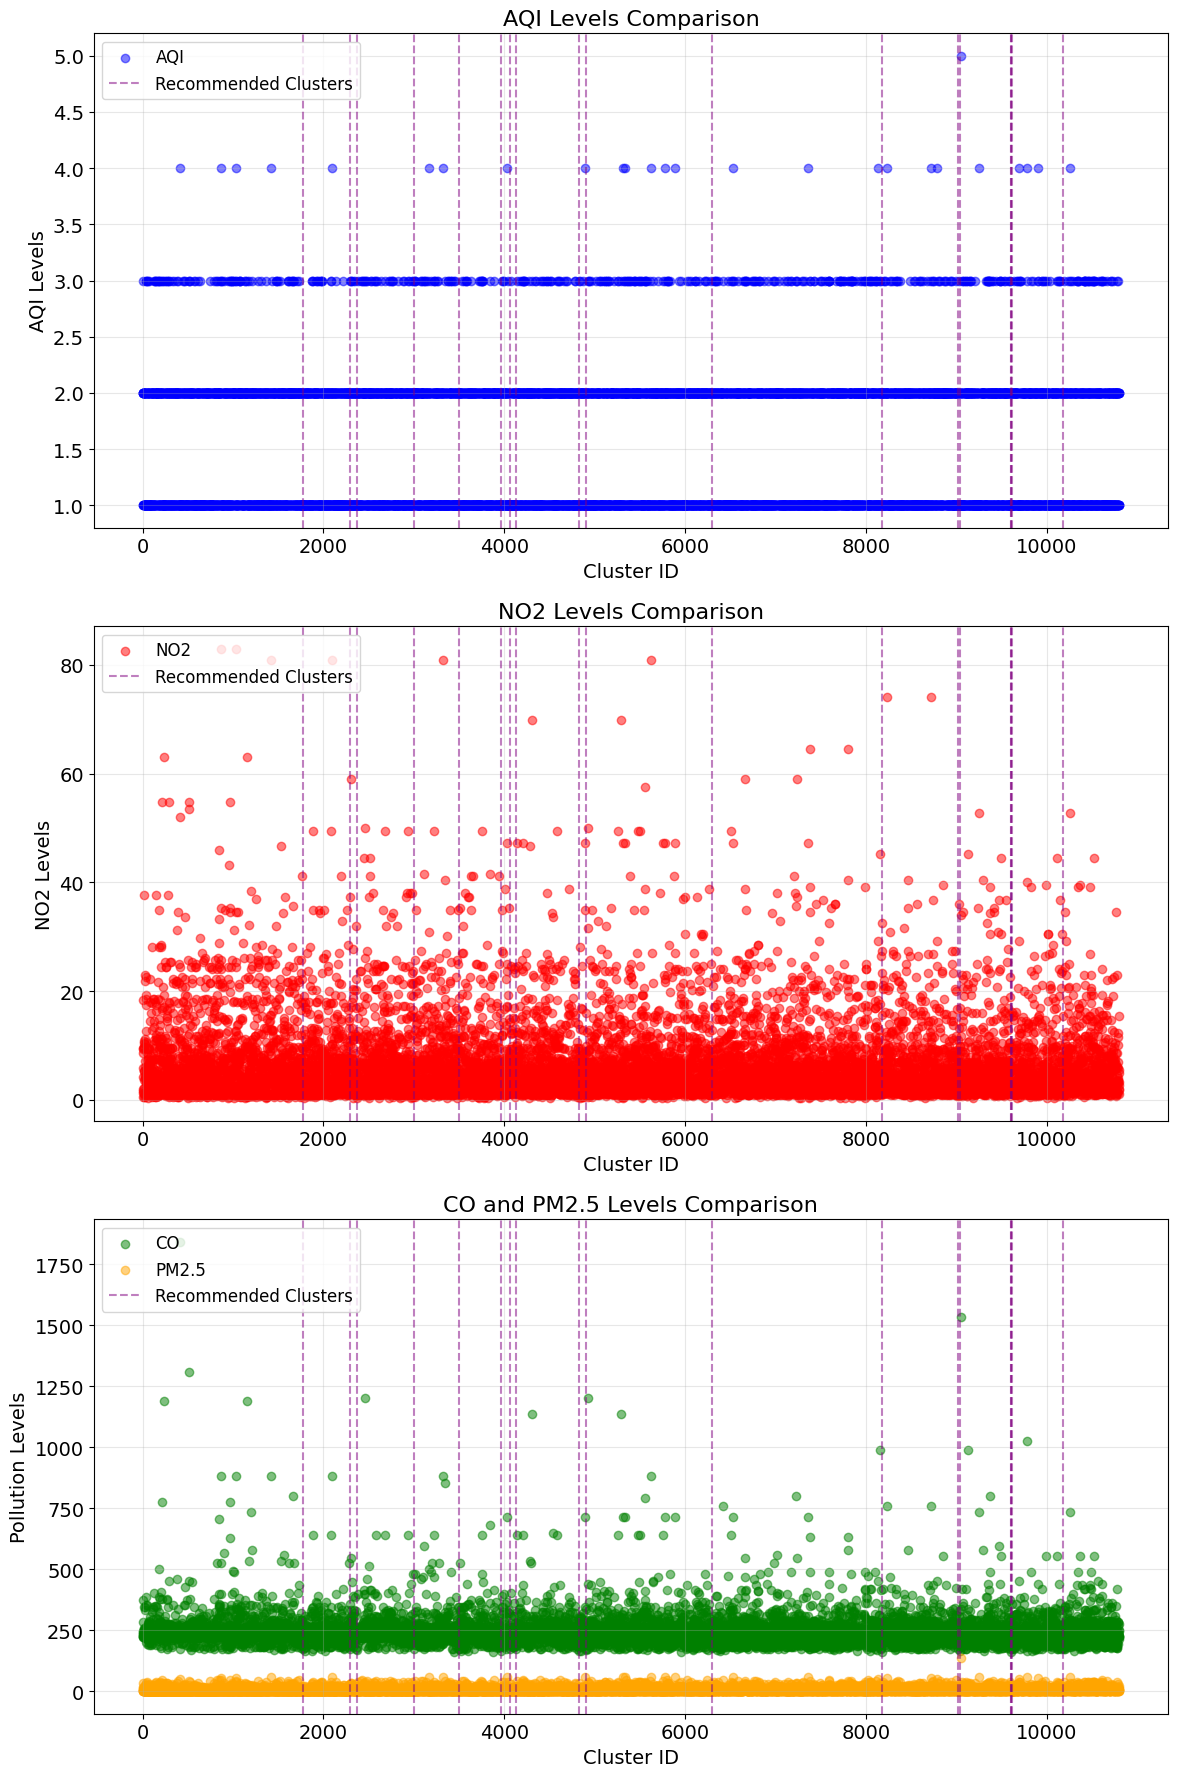 AQI Levels Comparison
AQI
Recommended Clusters
AQI Levels
5.0
4.5
4.0
3.5
3.0
2.5
2.0
1.5
1.0
0 2000 4000 6000 8000 10000
Cluster ID
NO2 Levels Comparison
NO2
Recommended Clusters
NO2 Levels
80
60
40
20
0
0 2000 4000 6000 8000 10000
Cluster ID
CO and PM2.5 Levels Comparison
CO
PM2.5
Recommended Clusters
Pollution Levels
1750
1500
1250
1000
750
500
250
0
0 2000 4000 6000 8000 10000
Cluster ID